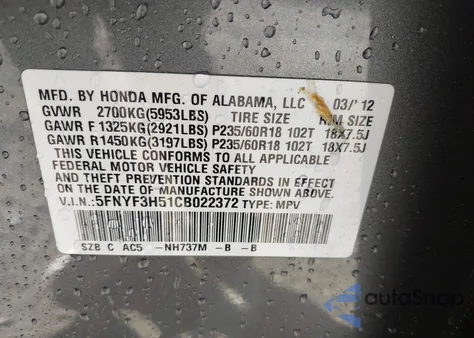 MFD. BY HONDA MFG. OF ALABAMA, LLC 03/'12
GVWR 2700KG(5953LBS) TIRE SIZE RIM SIZE
GAWR F 1325KG(2921LBS) P235/60R18 102T 18X7.5J
GAWR R 1450KG(3197LBS) P235/60R18 102T 18X7.5J
THIS VEHICLE CONFORMS TO ALL APPLICABLE
FEDERAL MOTOR VEHICLE SAFETY
AND THEFT PREVENTION STANDARDS IN EFFECT ON
THE DATE OF MANUFACTURE SHOWN ABOVE.
V.I.N.:5FNYF3H51CB022372 TYPE: MPV
SZB C AC5 -NH737M -B -B
autoSnap